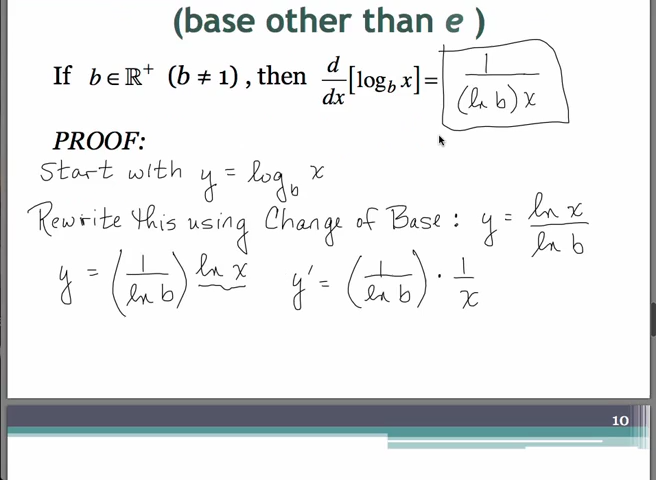 (base other than e )
If b∈ℝ⁺ (b ≠ 1), then d/dx[log_b x]= 1/((ln b)x)
PROOF:
Start with y = log_b x
Rewrite this using Change of Base: y = ln x/ln b
y = (1/ln b) ln x y' = (1/ln b) · 1/x
10